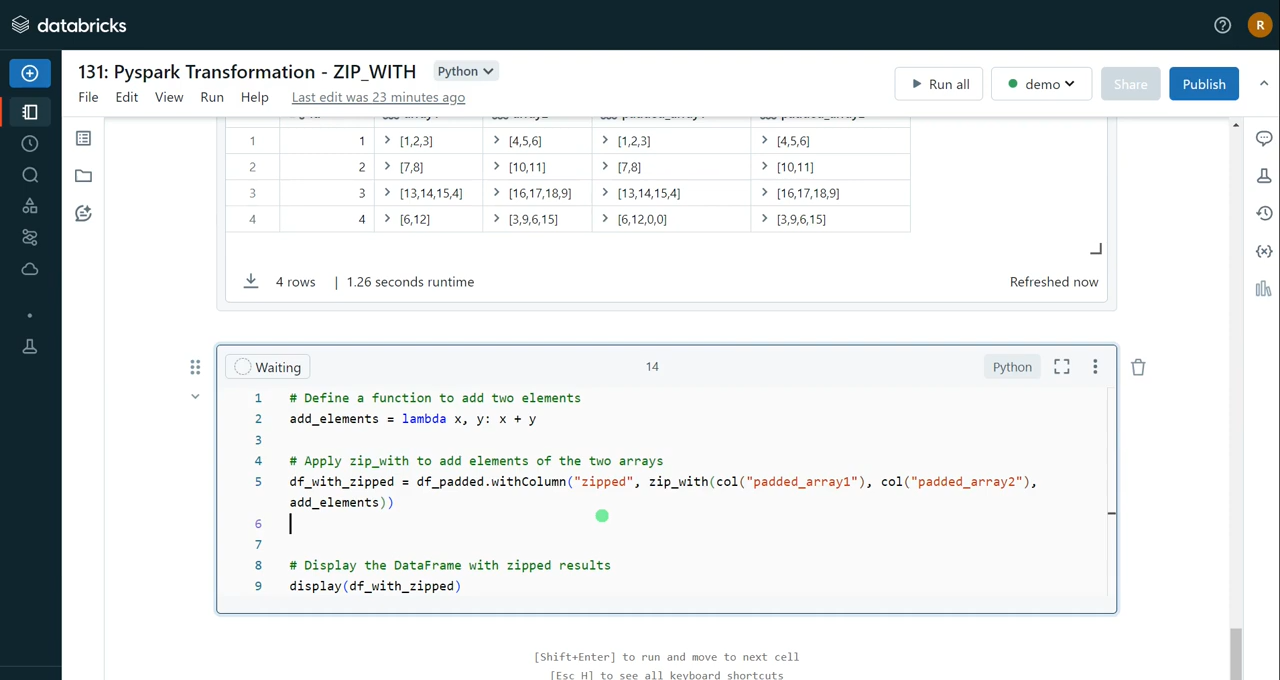 databricks
R
131: Pyspark Transformation - ZIP_WITH Python
File Edit View Run Help Last edit was 23 minutes ago
Run all demo Share Publish
1 1 [1,2,3] [4,5,6] [1,2,3] [4,5,6]
2 2 [7,8] [10,11] [7,8] [10,11]
3 3 [13,14,15,4] [16,17,18,9] [13,14,15,4] [16,17,18,9]
4 4 [6,12] [3,9,6,15] [6,12,0,0] [3,9,6,15]
4 rows | 1.26 seconds runtime Refreshed now
Waiting 14 Python
1 # Define a function to add two elements
2 add_elements = lambda x, y: x + y
3
4 # Apply zip_with to add elements of the two arrays
5 df_with_zipped = df_padded.withColumn("zipped", zip_with(col("padded_array1"), col("padded_array2"),
add_elements))
6
7
8 # Display the DataFrame with zipped results
9 display(df_with_zipped)
[Shift+Enter] to run and move to next cell
[Esc H] to see all keyboard shortcuts